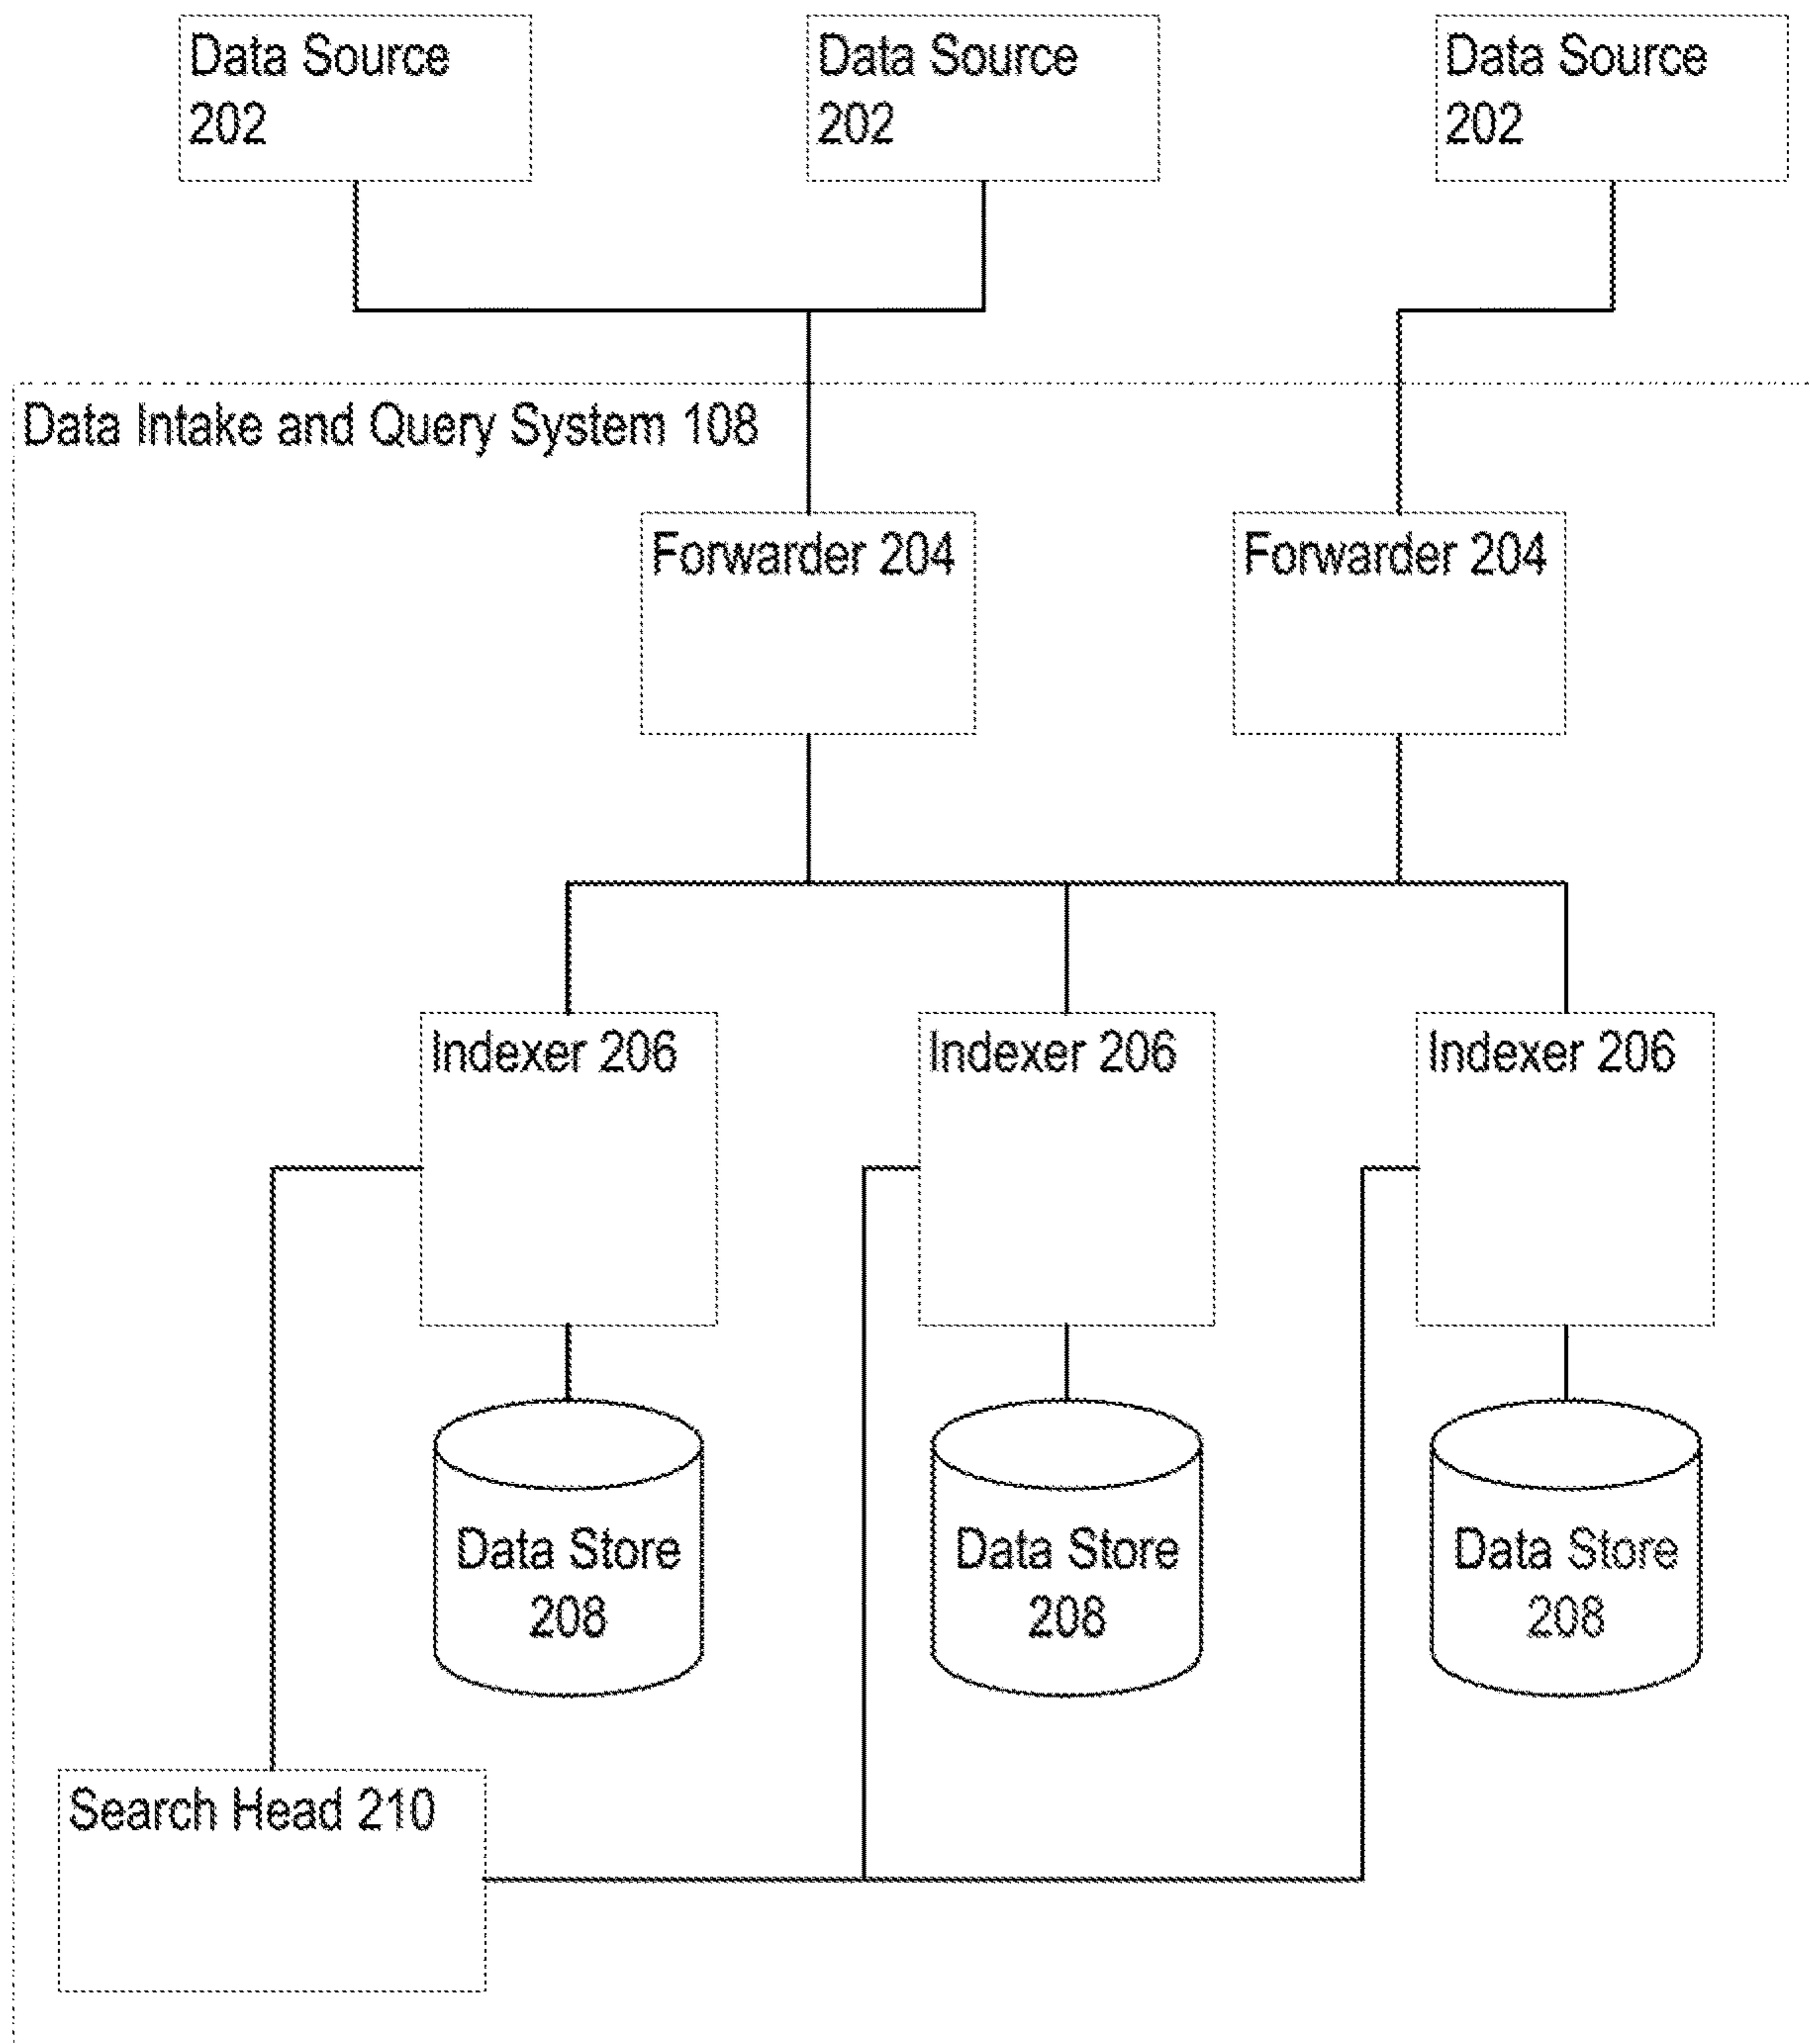 Data Source
202
Data Source
202
Data Source
202
Data Intake and Query System 108
Forwarder 204
Forwarder 204
Indexer 206
Indexer 206
Indexer 206
Data Store
208
Data Store
208
Data Store
208
Search Head 210